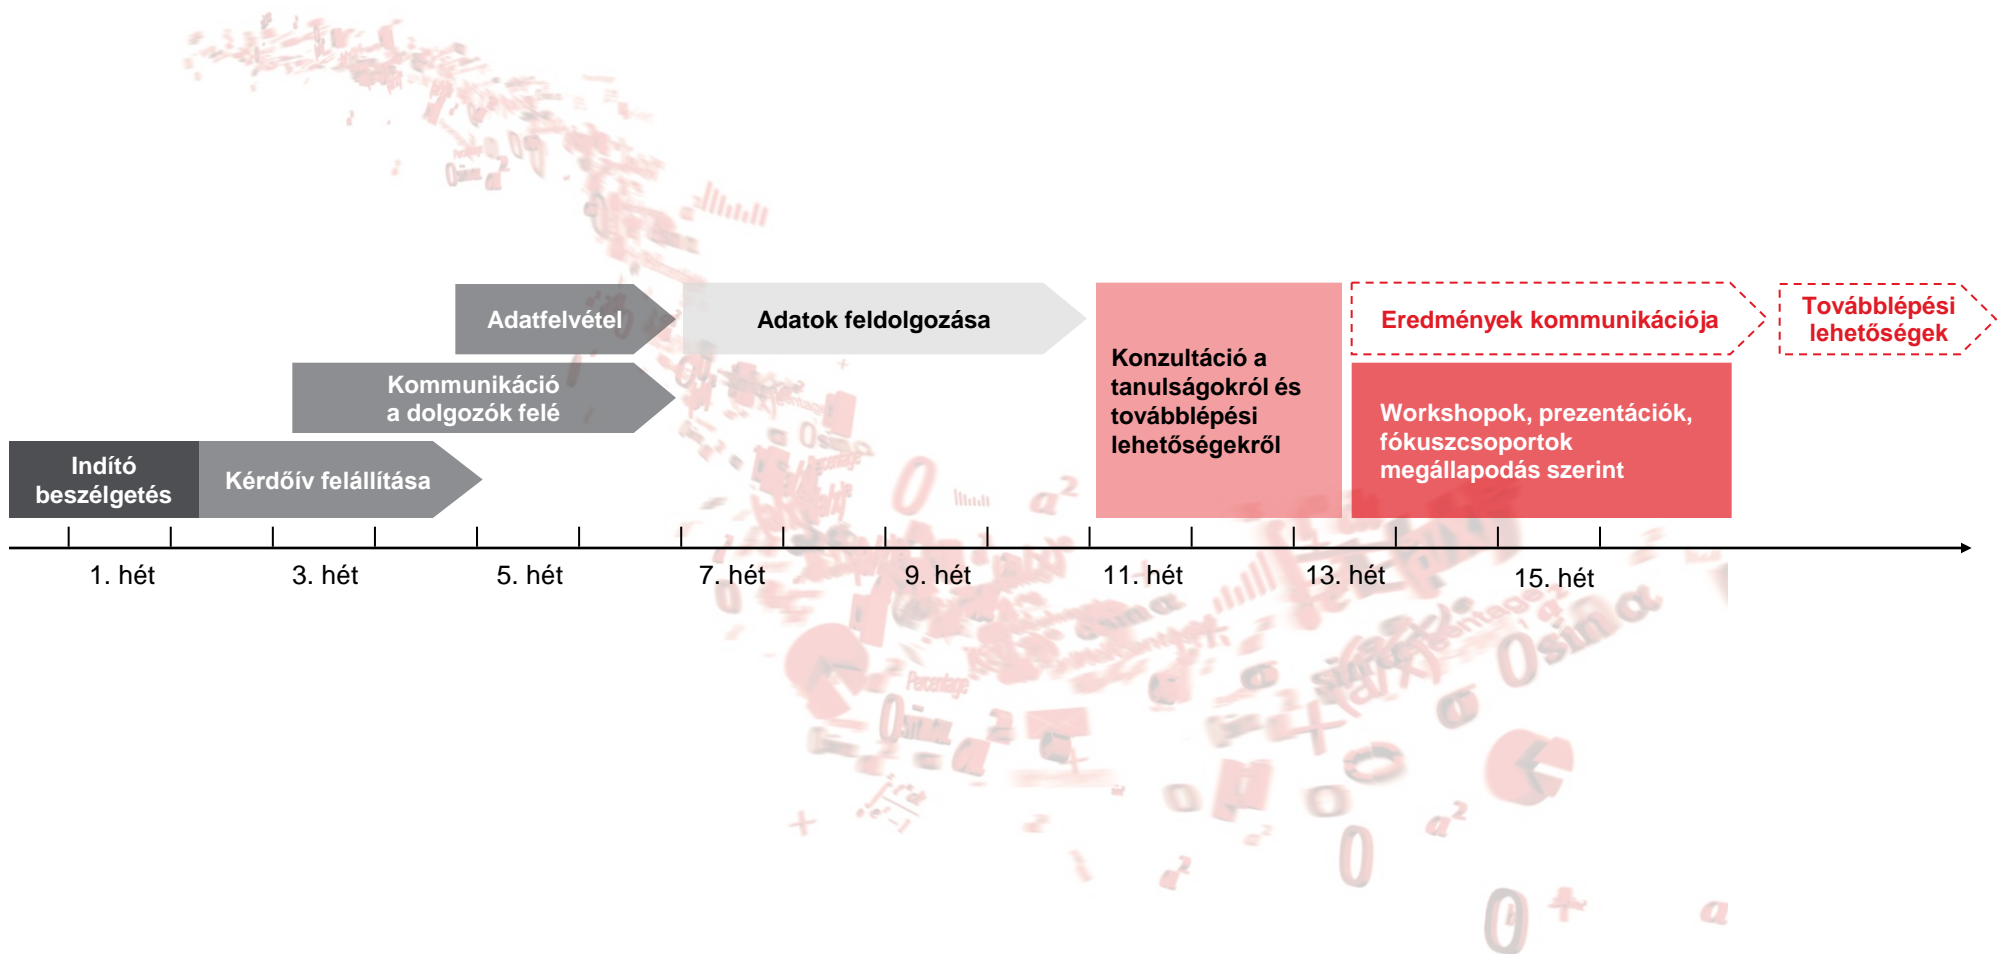 Adatfelvétel
Adatok feldolgozása
Eredmények kommunikációja
Továbblépési
lehetőségek
Kommunikáció
a dolgozók felé
Konzultáció a
tanulságokról és
továbblépési
lehetőségekről
Workshopok, prezentációk,
fókuszcsoportok
megállapodás szerint
Indító
beszélgetés
Kérdőív felállítása
1. hét
3. hét
5. hét
7. hét
9. hét
11. hét
13. hét
15. hét
Percentage